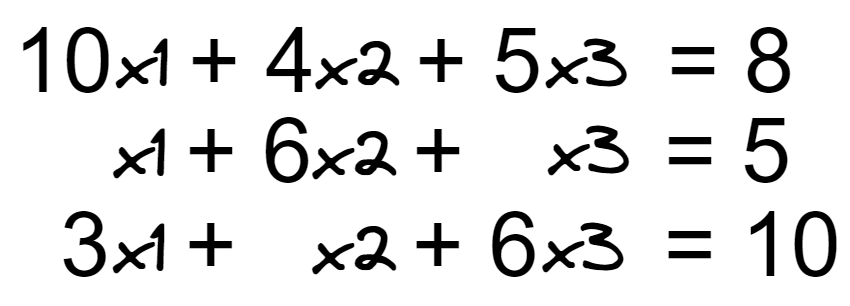 10x1 + 4x2 + 5x3 = 8
x1 + 6x2 + x3 = 5
3x1 + x2 + 6x3 = 10